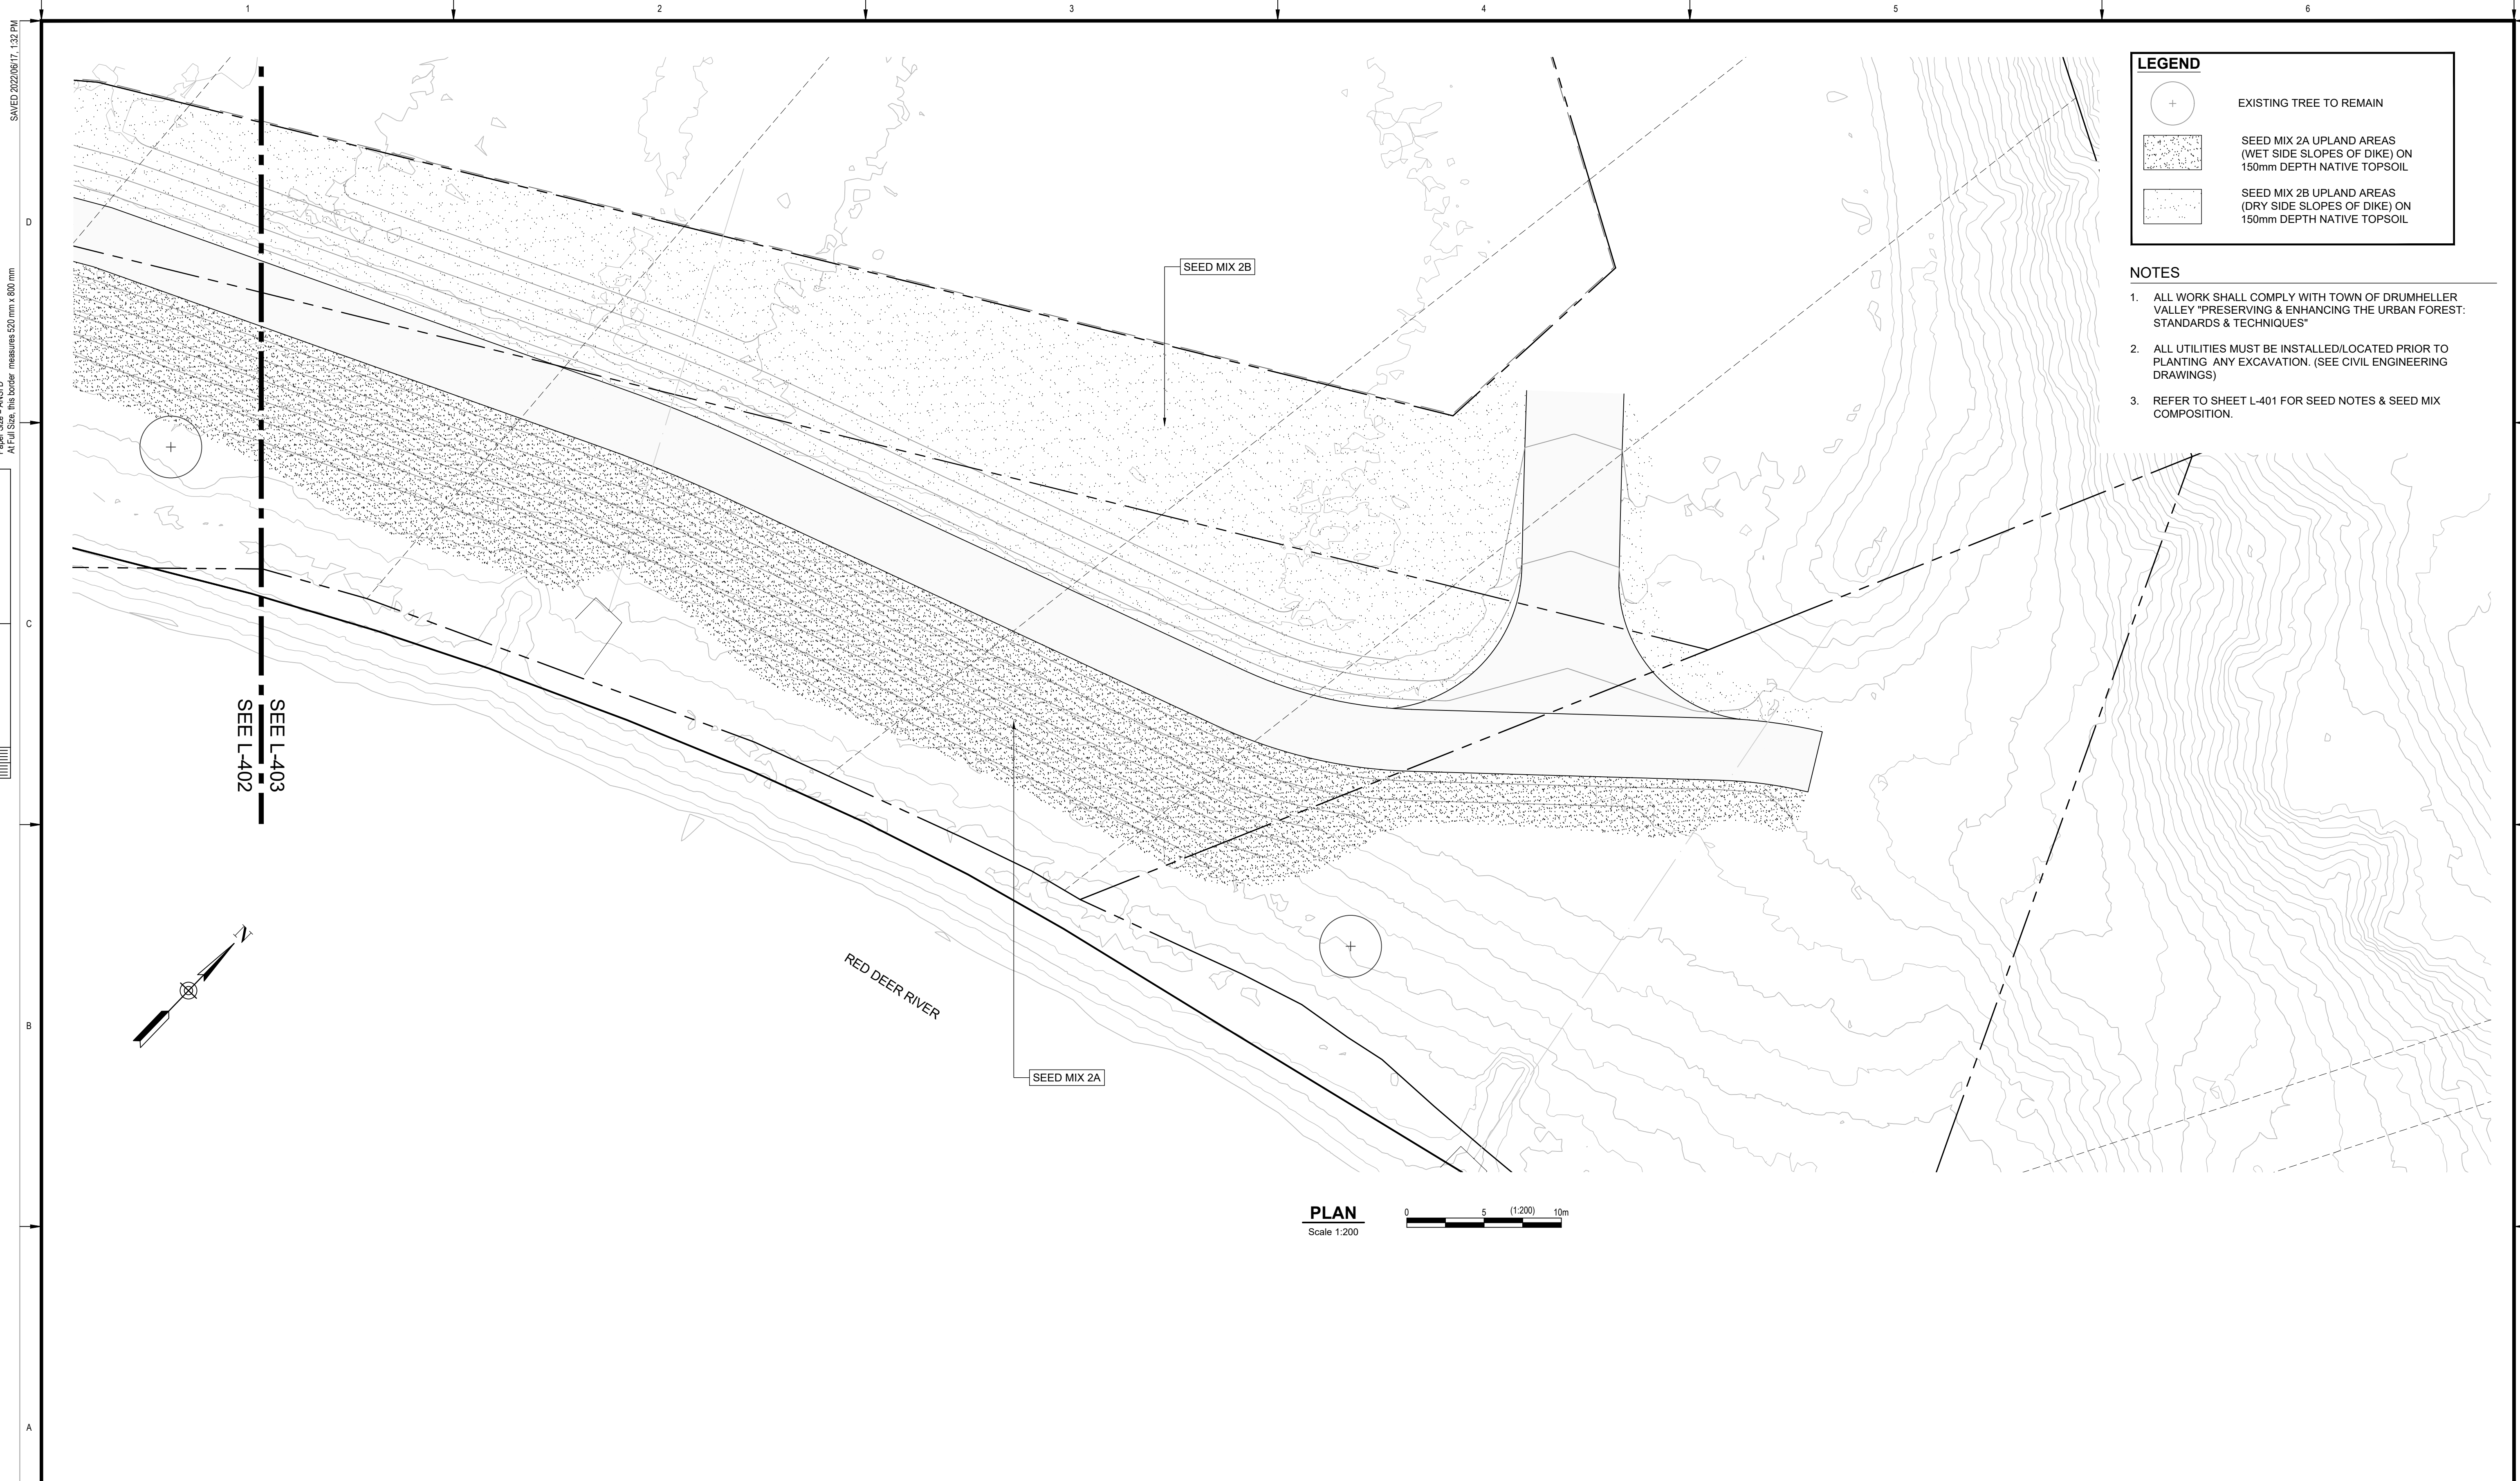 1 2 3 4 5 6
SAVED 2022/06/17, 1:32 PM
At Full Size, this border measures 520 mm x 800 mm
D
C
B
A
LEGEND
EXISTING TREE TO REMAIN
SEED MIX 2A UPLAND AREAS
(WET SIDE SLOPES OF DIKE) ON
150mm DEPTH NATIVE TOPSOIL
SEED MIX 2B UPLAND AREAS
(DRY SIDE SLOPES OF DIKE) ON
150mm DEPTH NATIVE TOPSOIL
NOTES
1. ALL WORK SHALL COMPLY WITH TOWN OF DRUMHELLER
VALLEY "PRESERVING & ENHANCING THE URBAN FOREST:
STANDARDS & TECHNIQUES"
2. ALL UTILITIES MUST BE INSTALLED/LOCATED PRIOR TO
PLANTING ANY EXCAVATION. (SEE CIVIL ENGINEERING
DRAWINGS)
3. REFER TO SHEET L-401 FOR SEED NOTES & SEED MIX
COMPOSITION.
SEED MIX 2B
SEE L-403
SEE L-402
N
RED DEER RIVER
SEED MIX 2A
PLAN
Scale 1:200
0 5 (1:200) 10m